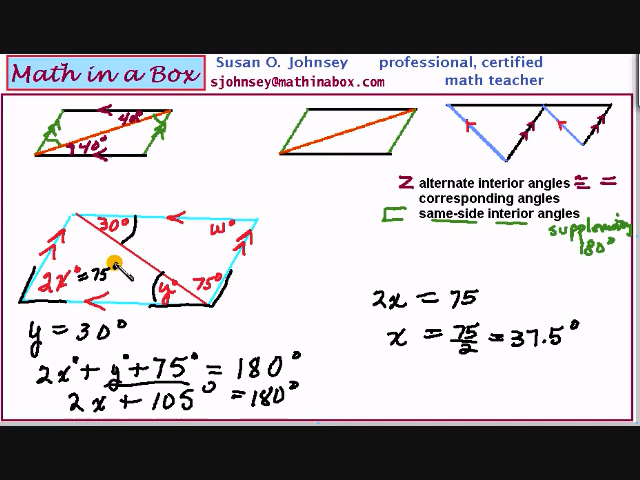 Math in a Box
Susan O. Johnsey professional, certified
sjohnsey@mathinabox.com math teacher
40°
40°
Z alternate interior angles ≅ =
corresponding angles
same-side interior angles
supplementary
180°
30°
w°
2x° = 75
y°
75°
y = 30°
2x° + y° + 75° = 180°
2x + 105° = 180°
2x = 75
x = 75/2 = 37.5°